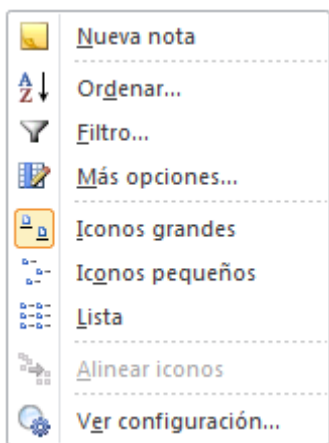 Nueva nota
Ordenar...
Filtro...
Más opciones...
Iconos grandes
Iconos pequeños
Lista
Alinear iconos
Ver configuración...